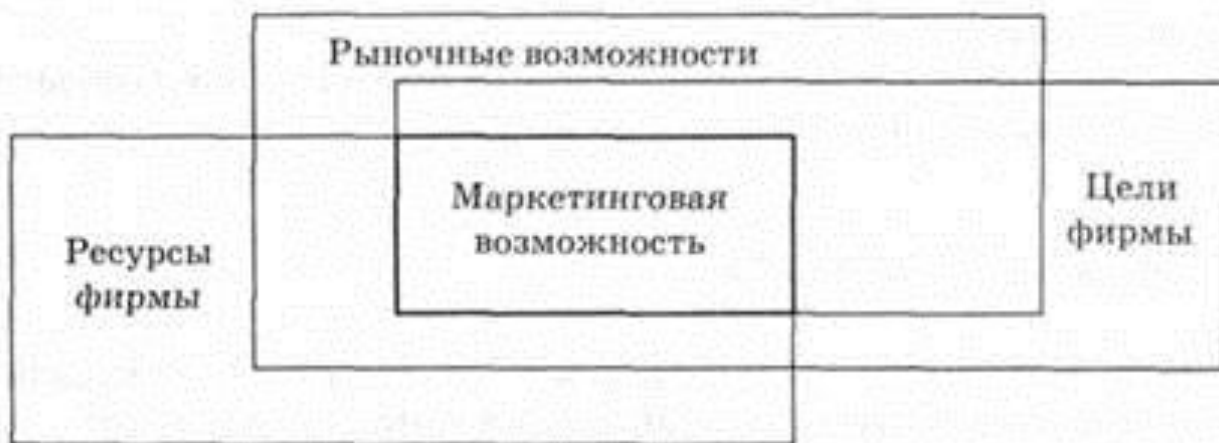 Рыночные возможности
Маркетинговая
возможность
Цели
фирмы
Ресурсы
фирмы